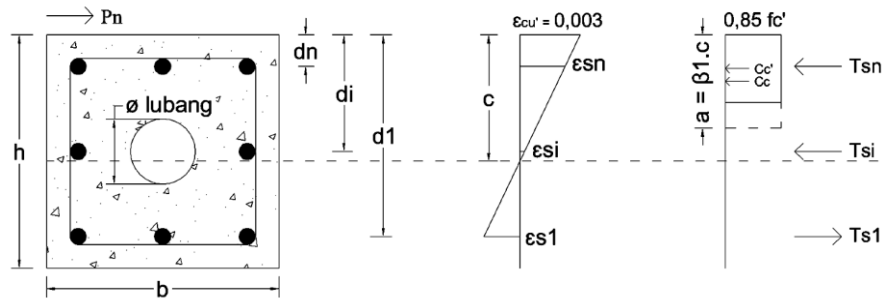 Pn
h
ø lubang
b
dn
di
d1
εcu' = 0,003
c
εsn
εsi
εs1
0,85 fc'
a = β1.c
Cc'
Cc
Tsn
Tsi
Ts1